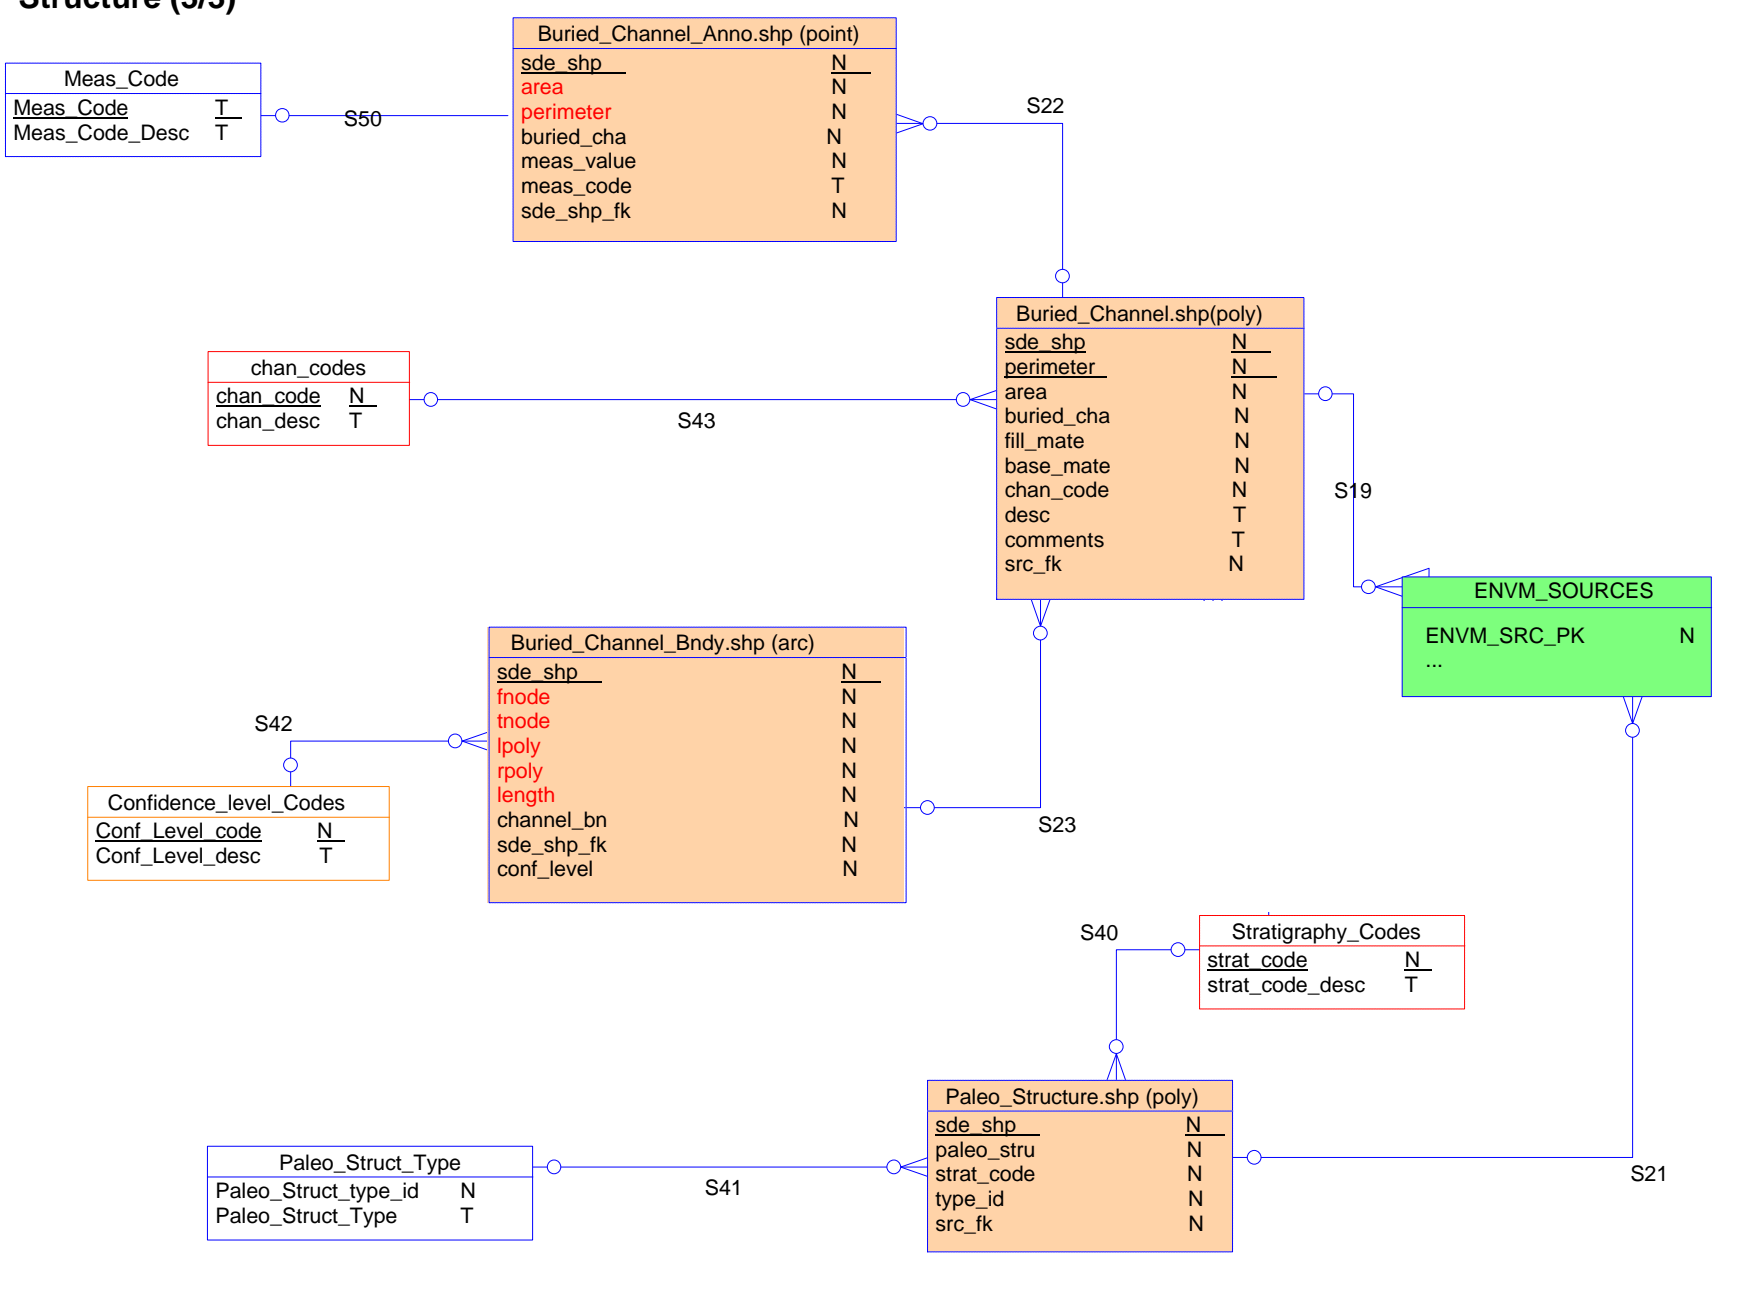 Structure (3/3)
Buried_Channel_Anno.shp (point)
sde_shp N
area N
perimeter N
buried_cha N
meas_value N
meas_code T
sde_shp_fk N
Meas_Code
Meas_Code T
Meas_Code_Desc T
S50
S22
Buried_Channel.shp(poly)
sde_shp N
perimeter N
area N
buried_cha N
fill_mate N
base_mate N
chan_code N
desc T
comments T
src_fk N
chan_codes
chan_code N
chan_desc T
S43
S19
ENVM_SOURCES
ENVM_SRC_PK N
...
Buried_Channel_Bndy.shp (arc)
sde_shp N
fnode N
tnode N
lpoly N
rpoly N
length N
channel_bn N
sde_shp_fk N
conf_level N
S42
Confidence_level_Codes
Conf_Level_code N
Conf_Level_desc T
S23
S40
Stratigraphy_Codes
strat_code N
strat_code_desc T
Paleo_Structure.shp (poly)
sde_shp N
paleo_stru N
strat_code N
type_id N
src_fk N
Paleo_Struct_Type
Paleo_Struct_type_id N
Paleo_Struct_Type T
S41
S21